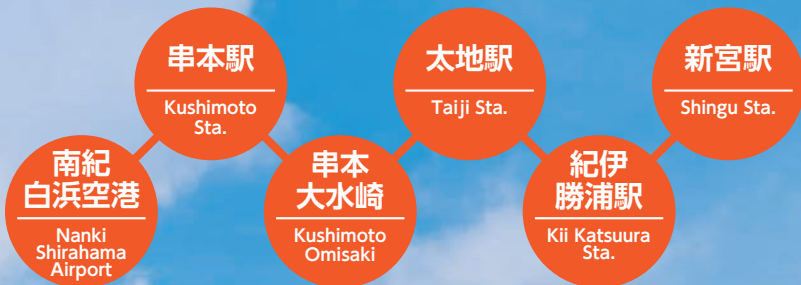 南紀
白浜空港
Nanki
Shirahama
Airport
串本駅
Kushimoto
Sta.
串本
大水崎
Kushimoto
Omisaki
太地駅
Taiji Sta.
紀伊
勝浦駅
Kii Katsuura
Sta.
新宮駅
Shingu Sta.